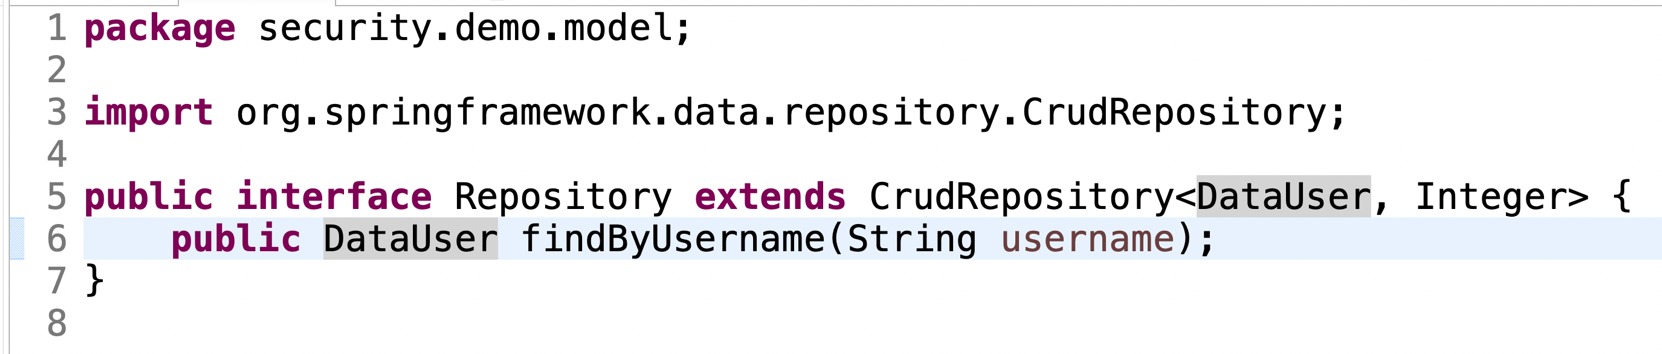 1 package security.demo.model;
2
3 import org.springframework.data.repository.CrudRepository;
4
5 public interface Repository extends CrudRepository<DataUser, Integer> {
6     public DataUser findByUsername(String username);
7 }
8